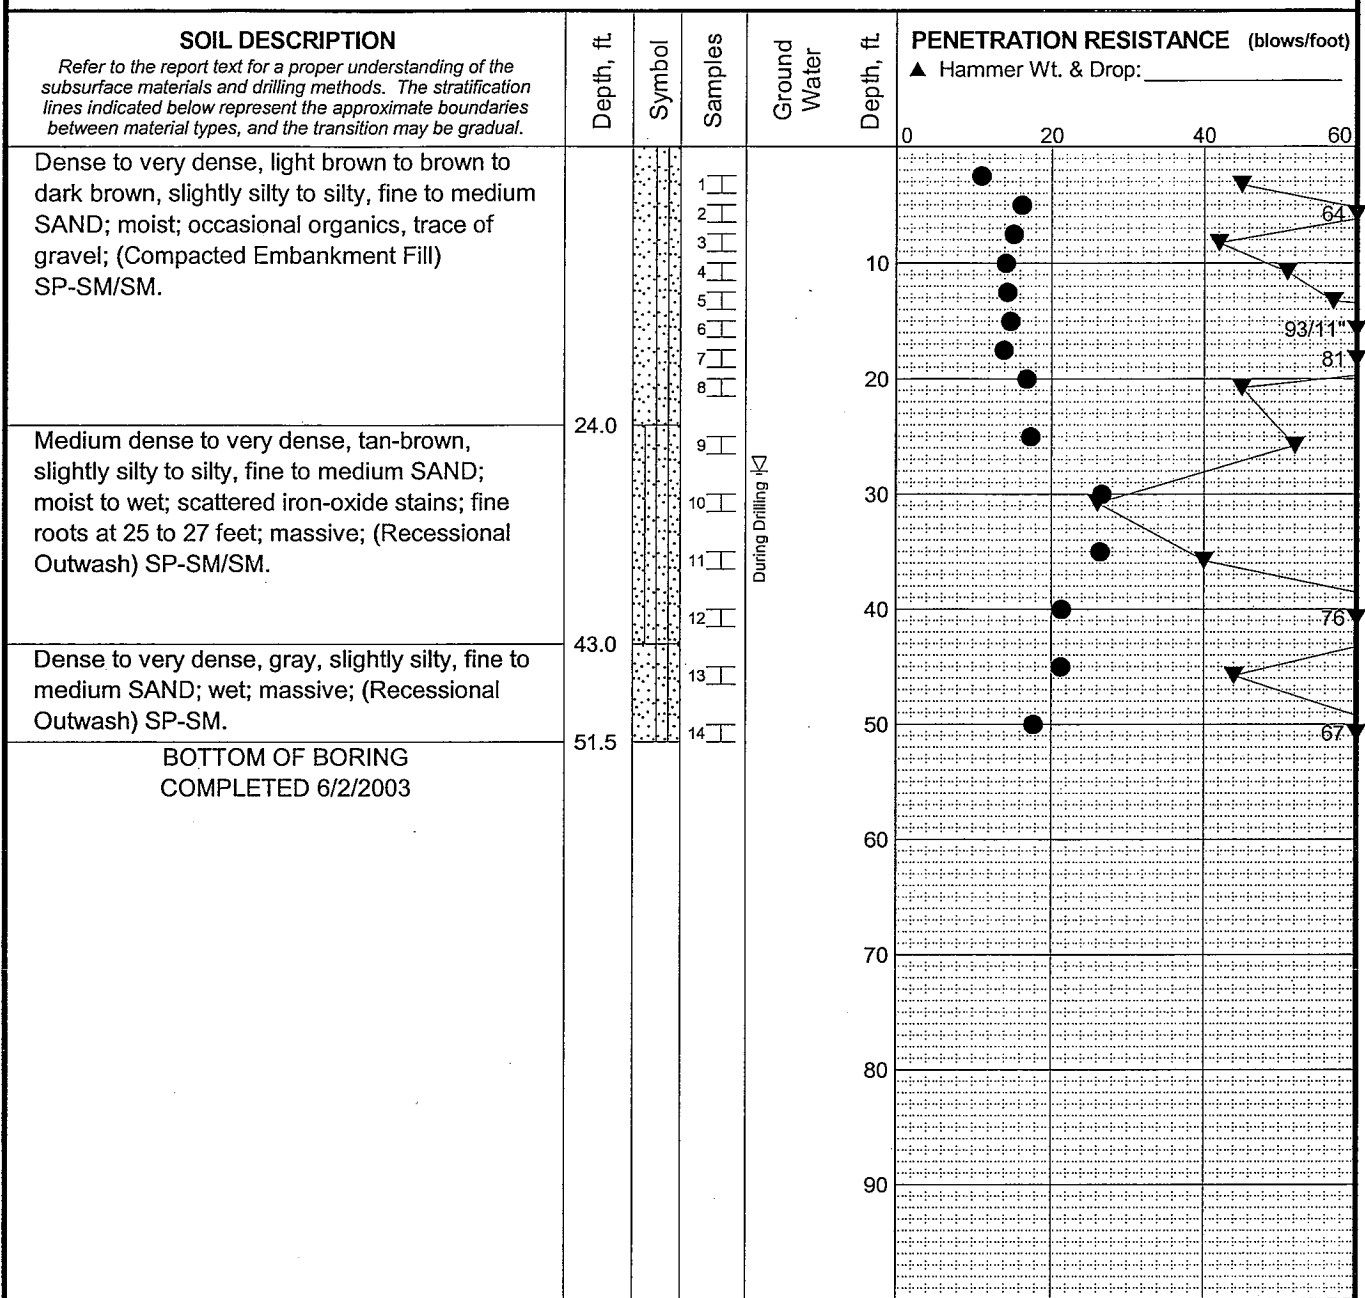 SOIL DESCRIPTION
Refer to the report text for a proper understanding of the
subsurface materials and drilling methods. The stratification
lines indicated below represent the approximate boundaries
between material types, and the transition may be gradual.
Depth, ft.
Symbol
Samples
Ground
Water
Depth, ft.
PENETRATION RESISTANCE (blows/foot)
▲ Hammer Wt. & Drop:
0 20 40 60
Dense to very dense, light brown to brown to
dark brown, slightly silty to silty, fine to medium
SAND; moist; occasional organics, trace of
gravel; (Compacted Embankment Fill)
SP-SM/SM.
24.0
Medium dense to very dense, tan-brown,
slightly silty to silty, fine to medium SAND;
moist to wet; scattered iron-oxide stains; fine
roots at 25 to 27 feet; massive; (Recessional
Outwash) SP-SM/SM.
43.0
Dense to very dense, gray, slightly silty, fine to
medium SAND; wet; massive; (Recessional
Outwash) SP-SM.
51.5
BOTTOM OF BORING
COMPLETED 6/2/2003
1
2
3
4
5
6
7
8
9
10
11
12
13
14
During Drilling
10
20
30
40
50
60
70
80
90
64
93/11"
81
76
67